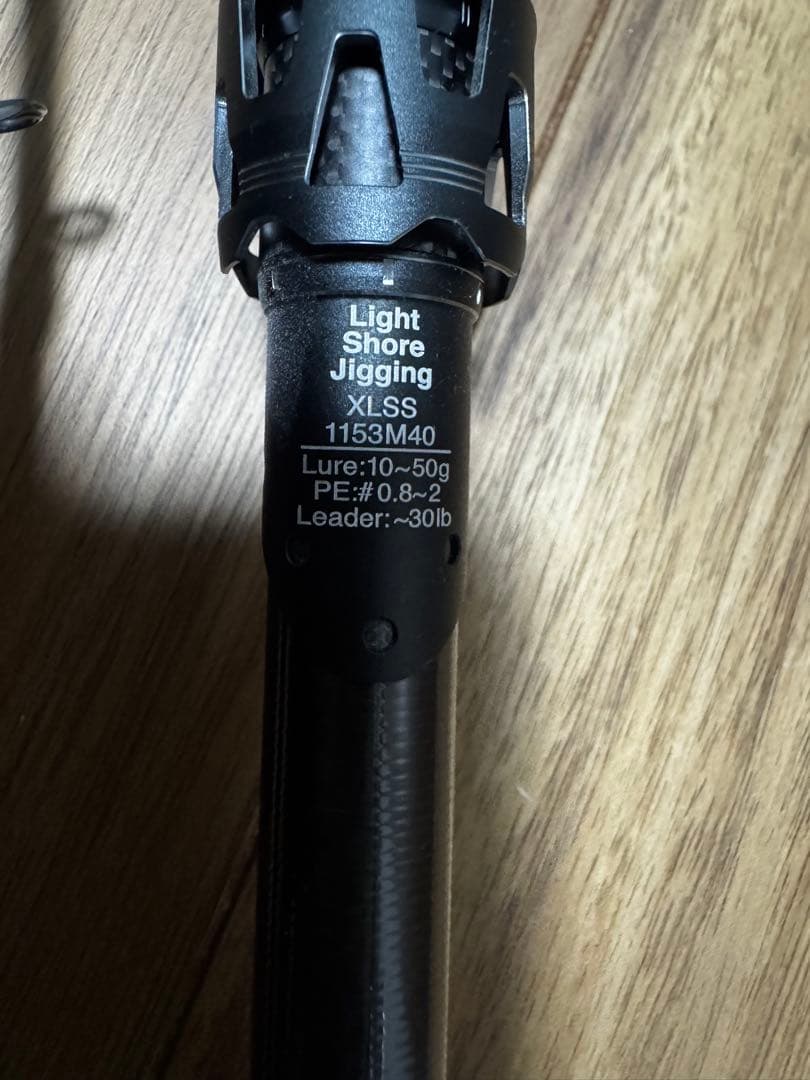 Light
Shore
Jigging
XLSS
1153M40
Lure:10~50g
PE:#0.8~2
Leader:~30lb